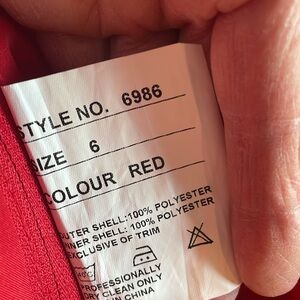 STYLE NO. 6986
SIZE 6
COLOUR RED
OUTER SHELL:100% POLYESTER
INNER SHELL: 100% POLYESTER
EXCLUSIVE OF TRIM
PROFESSIONALLY
DRY CLEAN ONLY
IN CHINA